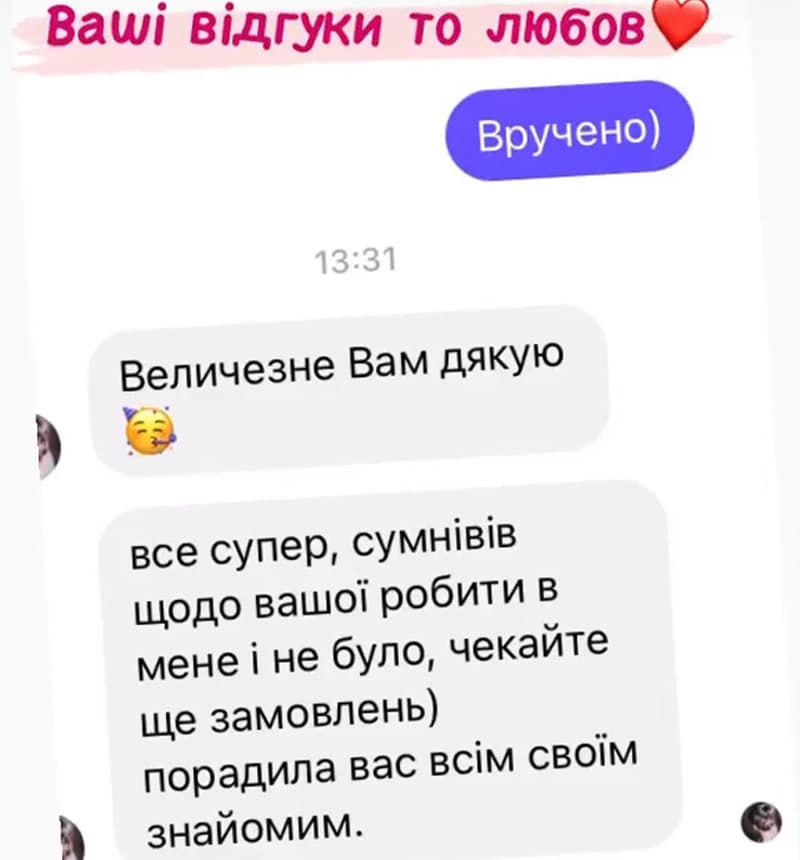 Ваші відгуки то любов❤️
Вручено)
13:31
Величезне Вам дякую
🥳
все супер, сумнівів
щодо вашої робити в
мене і не було, чекайте
ще замовлень)
порадила вас всім своїм
знайомим.